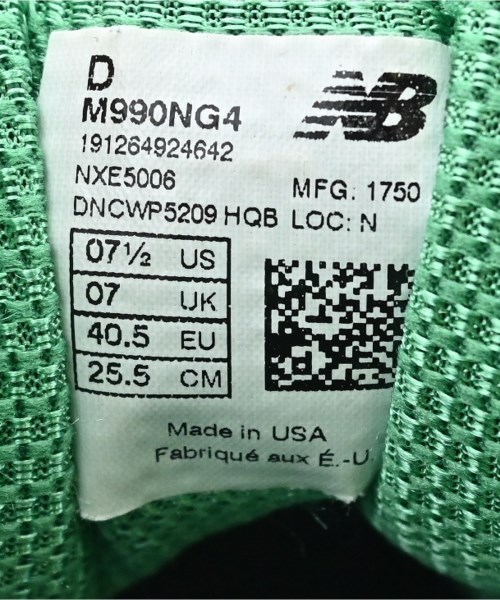 D
NB
M990NG4
191264924642
NXE5006 MFG: 1750
DNCWP5209 HQB LOC: N
07½ US
07 UK
40.5 EU
25.5 CM
Made in USA
Fabriqué aux É.-U.